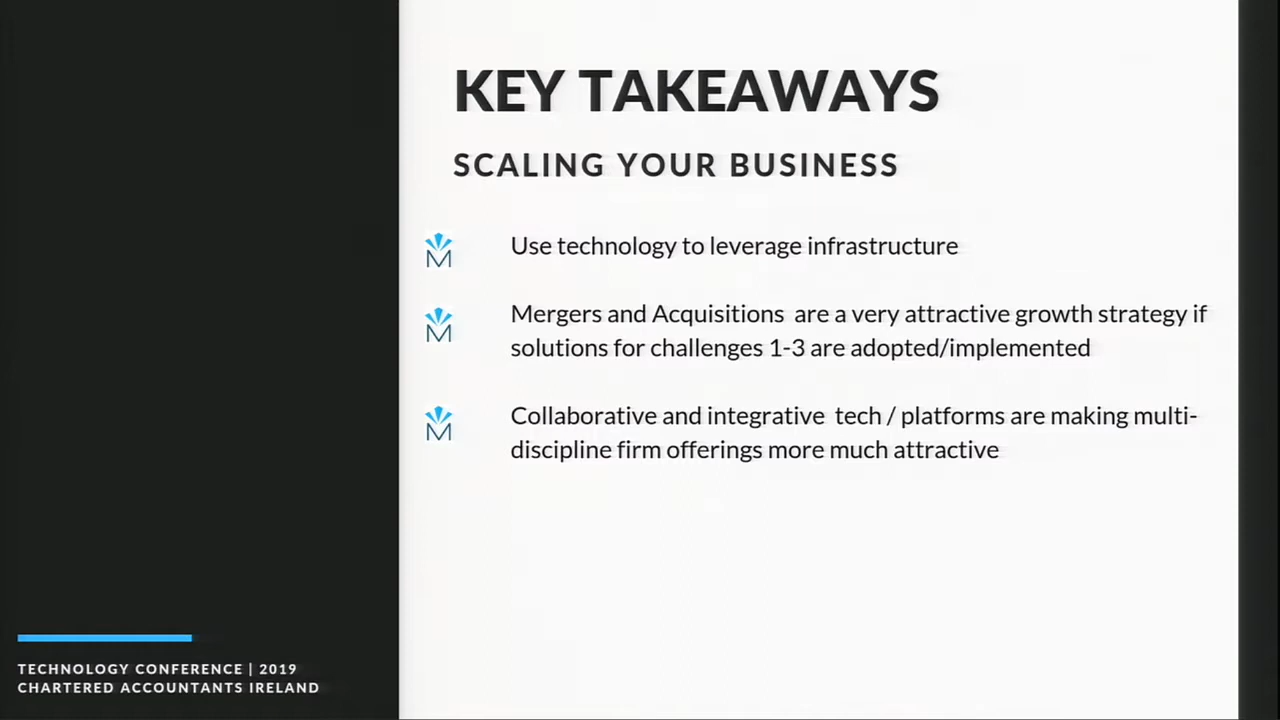 KEY TAKEAWAYS
SCALING YOUR BUSINESS
Use technology to leverage infrastructure
Mergers and Acquisitions are a very attractive growth strategy if
solutions for challenges 1-3 are adopted/implemented
Collaborative and integrative tech / platforms are making multi-
discipline firm offerings more much attractive
TECHNOLOGY CONFERENCE | 2019
CHARTERED ACCOUNTANTS IRELAND